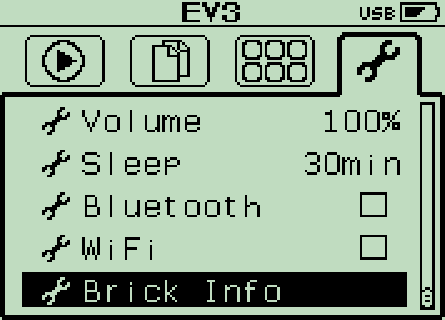 EV3 USB
Volume 100%
Sleep 30min
Bluetooth
WiFi
Brick Info